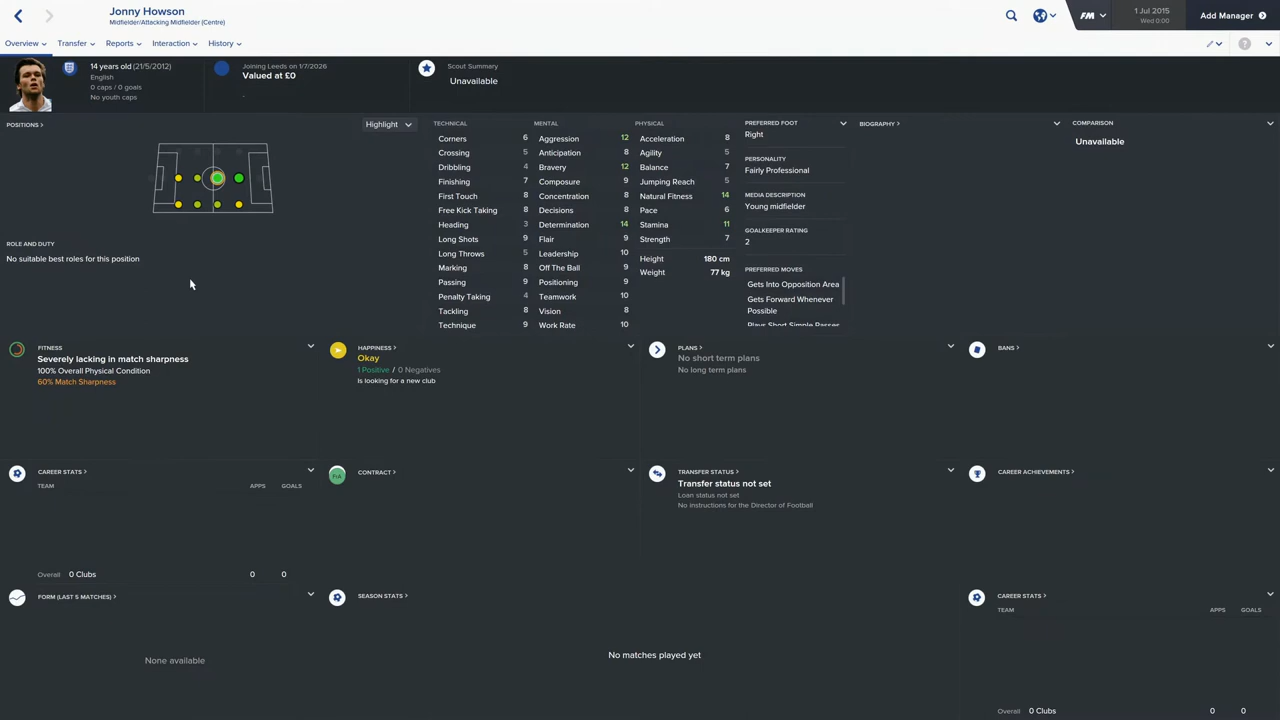 Jonny Howson
Midfielder/Attacking Midfielder (Centre)
FM
1 Jul 2015
Wed 0:00
Add Manager
Overview
Transfer
Reports
Interaction
History
?
14 years old (21/5/2012)
English
0 caps / 0 goals
No youth caps
Joining Leeds on 1/7/2026
Valued at £0
-
Scout Summary
Unavailable
POSITIONS >
Highlight
ROLE AND DUTY
No suitable best roles for this position
TECHNICAL
Corners 6
Crossing 5
Dribbling 4
Finishing 7
First Touch 8
Free Kick Taking 8
Heading 3
Long Shots 9
Long Throws 5
Marking 8
Passing 9
Penalty Taking 4
Tackling 8
Technique 9
MENTAL
Aggression 12
Anticipation 8
Bravery 12
Composure 9
Concentration 8
Decisions 8
Determination 14
Flair 9
Leadership 10
Off The Ball 9
Positioning 9
Teamwork 10
Vision 8
Work Rate 10
PHYSICAL
Acceleration 8
Agility 5
Balance 7
Jumping Reach 5
Natural Fitness 14
Pace 6
Stamina 11
Strength 7
Height 180 cm
Weight 77 kg
PREFERRED FOOT
Right
PERSONALITY
Fairly Professional
MEDIA DESCRIPTION
Young midfielder
GOALKEEPER RATING
2
PREFERRED MOVES
Gets Into Opposition Area
Gets Forward Whenever
Possible
Plays Short Simple Passes
BIOGRAPHY >
COMPARISON
Unavailable
FITNESS
Severely lacking in match sharpness
100% Overall Physical Condition
60% Match Sharpness
HAPPINESS >
Okay
1 Positive / 0 Negatives
Is looking for a new club
PLANS >
No short term plans
No long term plans
BANS >
CAREER STATS >
TEAM APPS GOALS
Overall 0 Clubs 0 0
FrA
CONTRACT >
TRANSFER STATUS >
Transfer status not set
Loan status not set
No instructions for the Director of Football
CAREER ACHIEVEMENTS >
FORM (LAST 5 MATCHES) >
None available
SEASON STATS >
No matches played yet
CAREER STATS >
TEAM APPS GOALS
Overall 0 Clubs 0 0